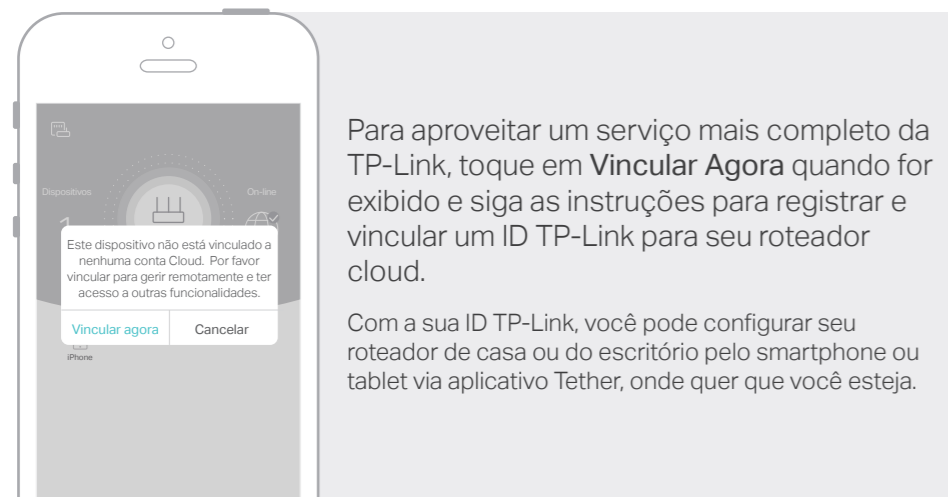 Dispositivos
On-line
1
Este dispositivo não está vinculado a
nenhuma conta Cloud. Por favor
vincular para gerir remotamente e ter
acesso a outras funcionalidades.
Vincular agora
Cancelar
iPhone
Para aproveitar um serviço mais completo da
TP-Link, toque em Vincular Agora quando for
exibido e siga as instruções para registrar e
vincular um ID TP-Link para seu roteador
cloud.
Com a sua ID TP-Link, você pode configurar seu
roteador de casa ou do escritório pelo smartphone ou
tablet via aplicativo Tether, onde quer que você esteja.